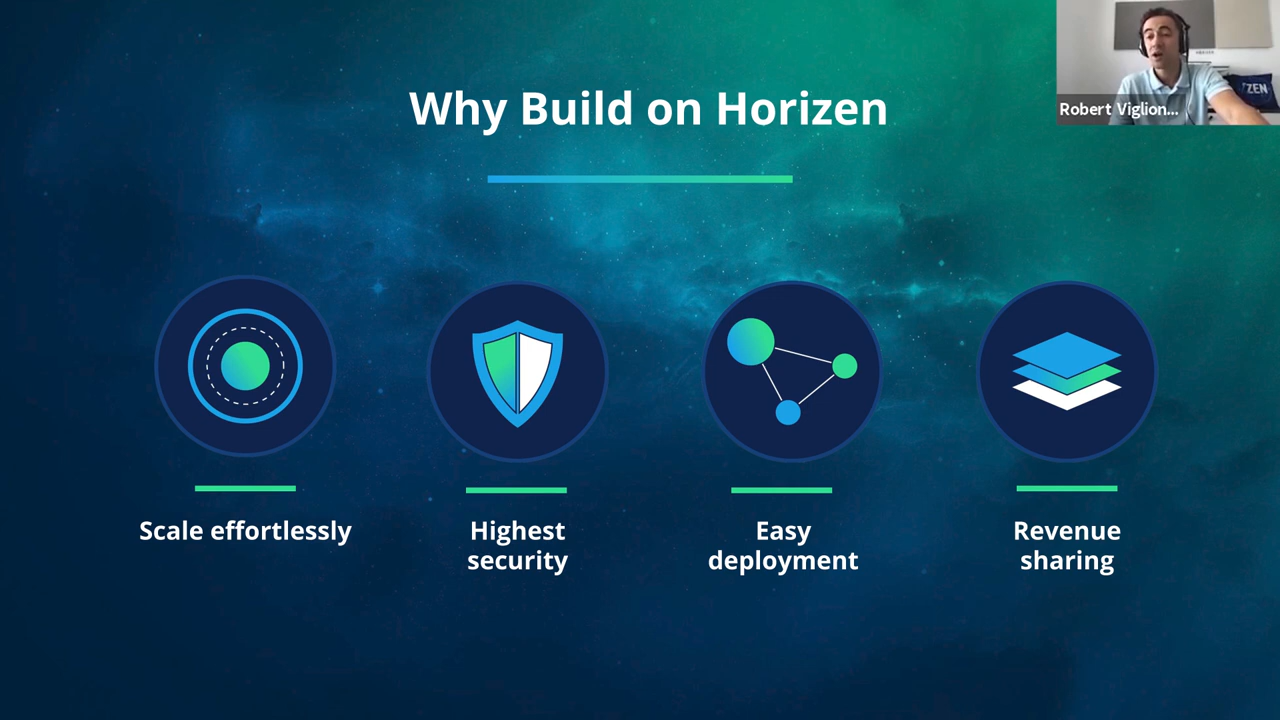 Why Build on Horizen
Robert Viglion...
ZEN
Scale effortlessly
Highest
security
Easy
deployment
Revenue
sharing